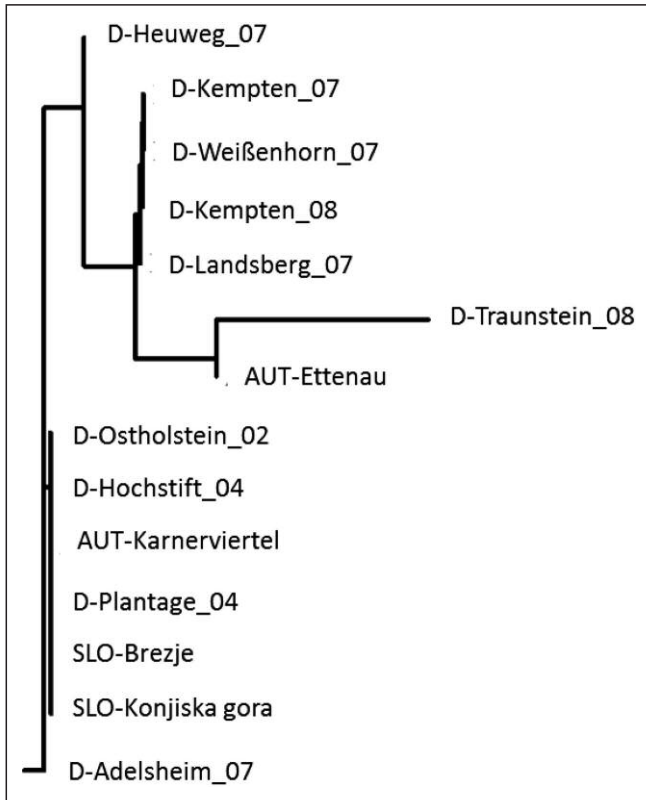 D-Heuweg_07
D-Kempten_07
D-Weißenhorn_07
D-Kempten_08
D-Landsberg_07
D-Traunstein_08
AUT-Ettenau
D-Ostholstein_02
D-Hochstift_04
AUT-Karnerviertel
D-Plantage_04
SLO-Brezje
SLO-Konjiska gora
D-Adelsheim_07